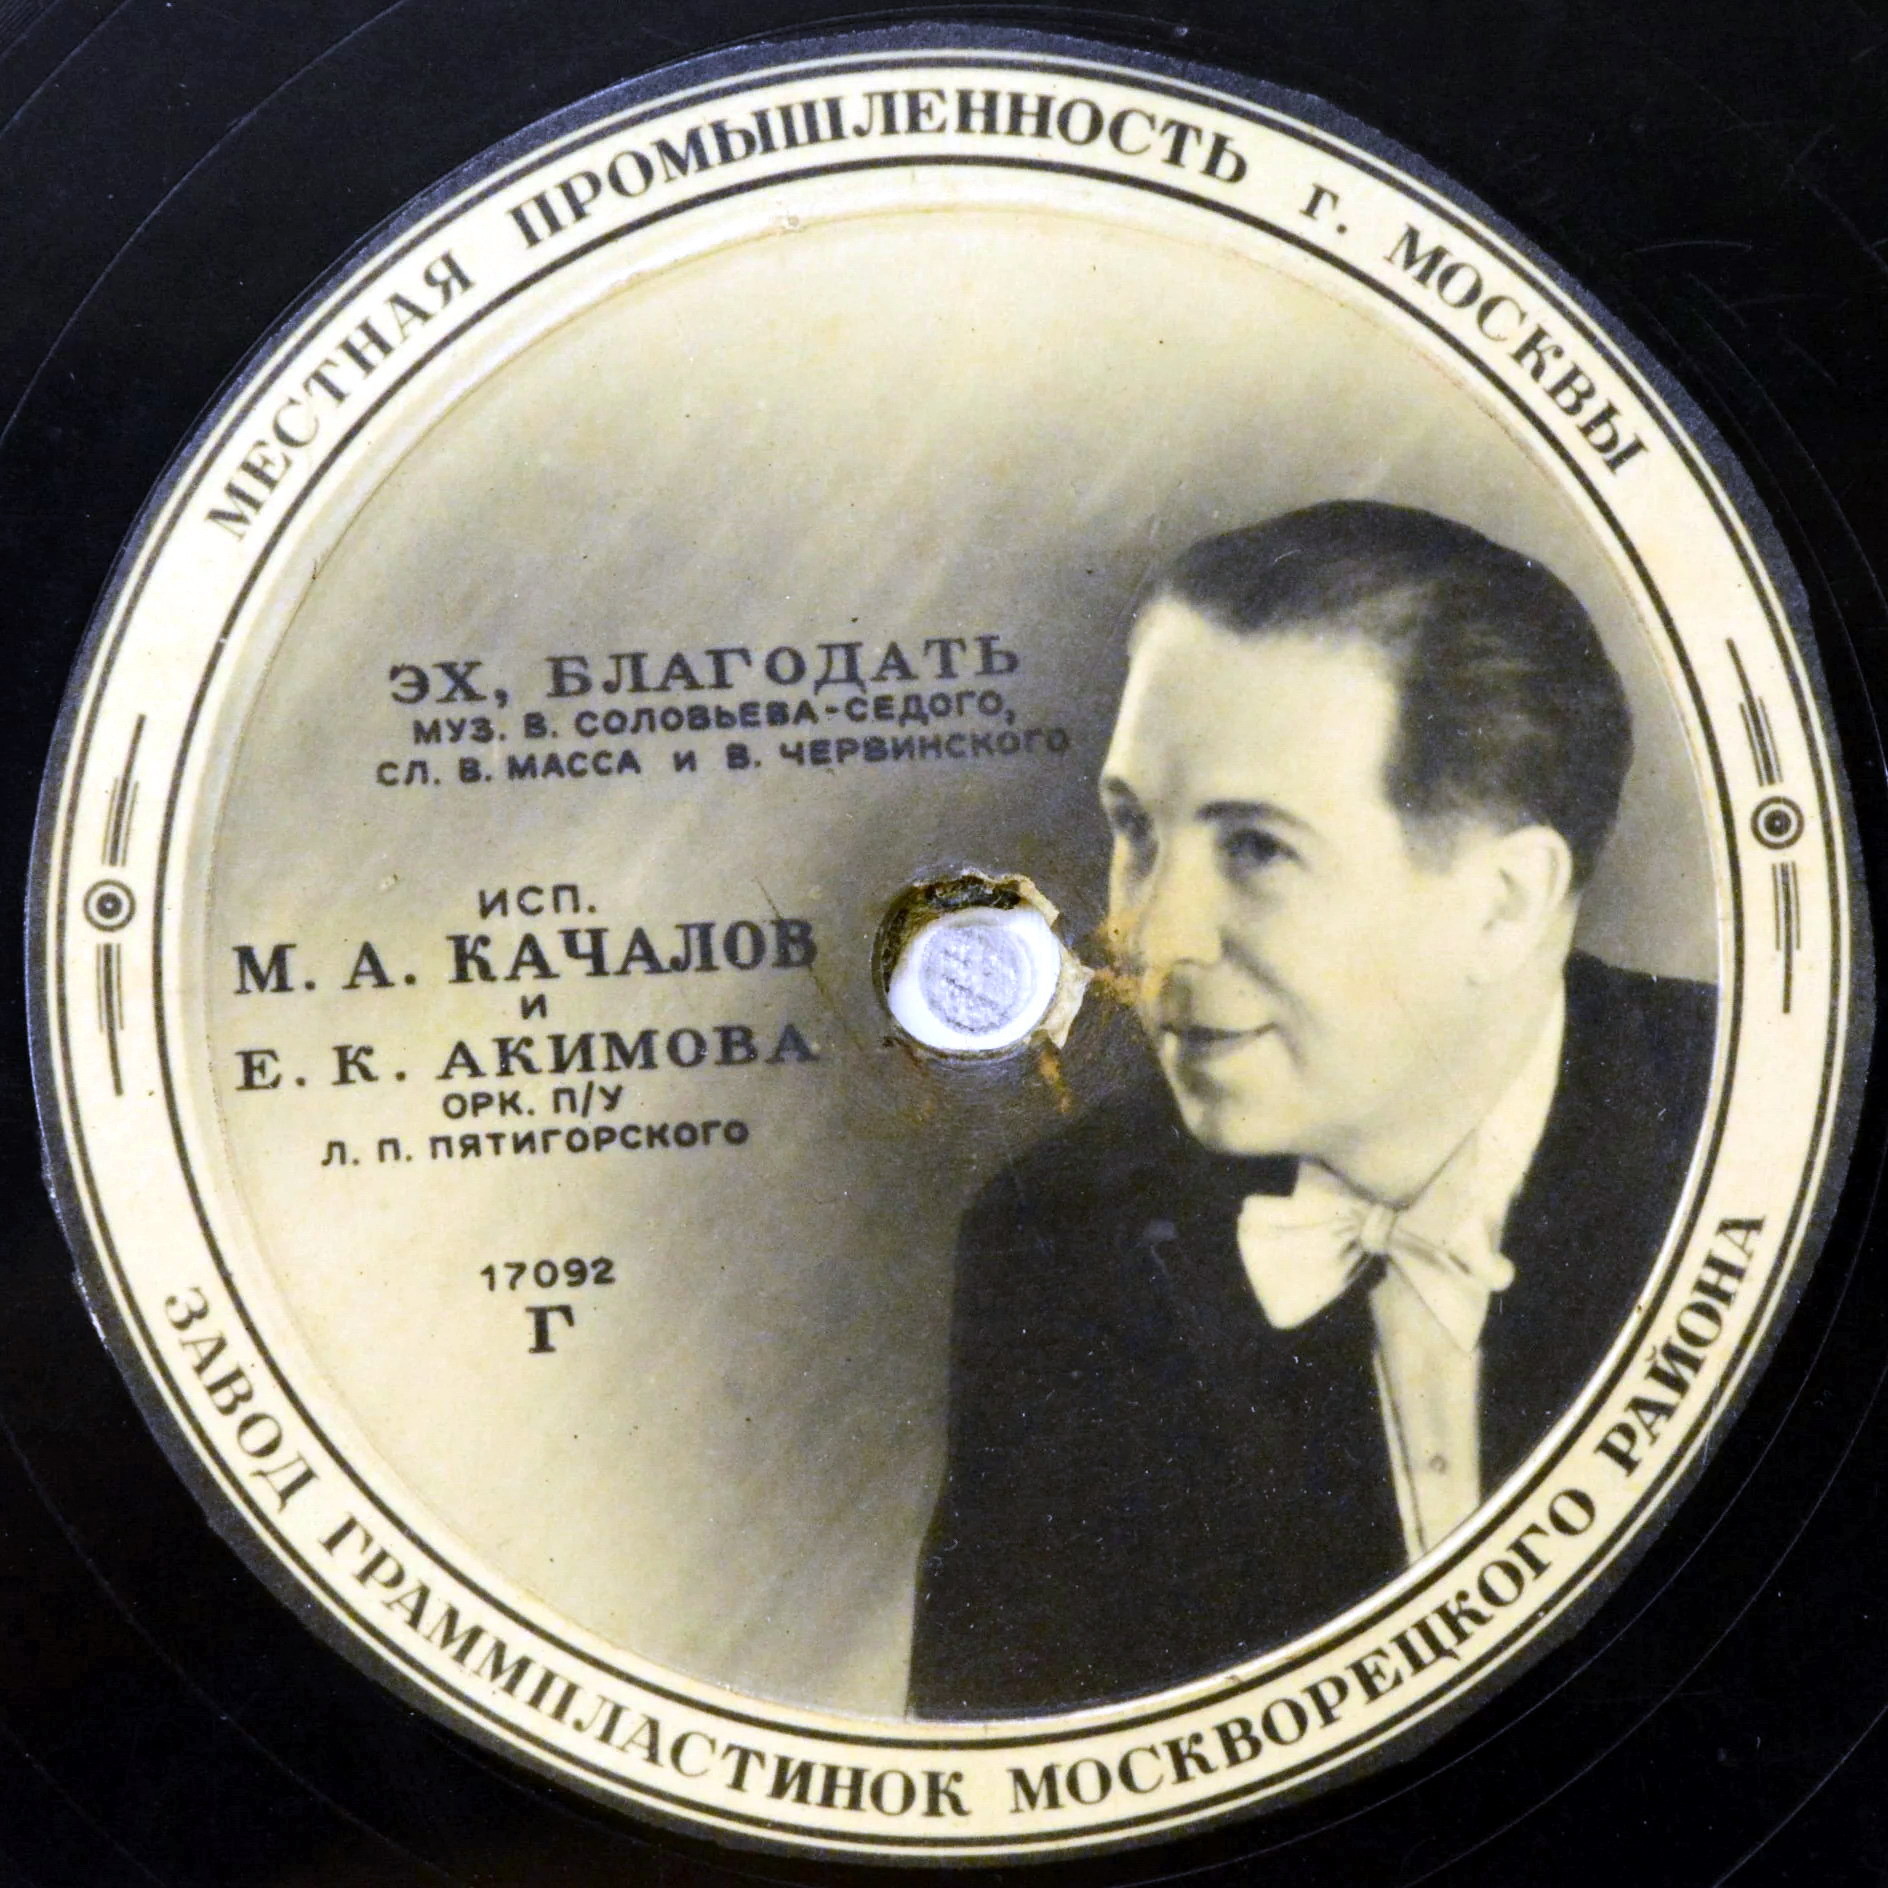 МЕСТНАЯ ПРОМЫШЛЕННОСТЬ г. МОСКВЫ
ЭХ, БЛАГОДАТЬ
МУЗ. В. СОЛОВЬЕВА-СЕДОГО,
СЛ. В. МАССА И В. ЧЕРВИНСКОГО
ИСП.
М. А. КАЧАЛОВ
И
Е. К. АКИМОВА
ОРК. П/У
Л. П. ПЯТИГОРСКОГО
17092
Г
ЗАВОД ГРАММПЛАСТИНОК МОСКВОРЕЦКОГО РАЙОНА